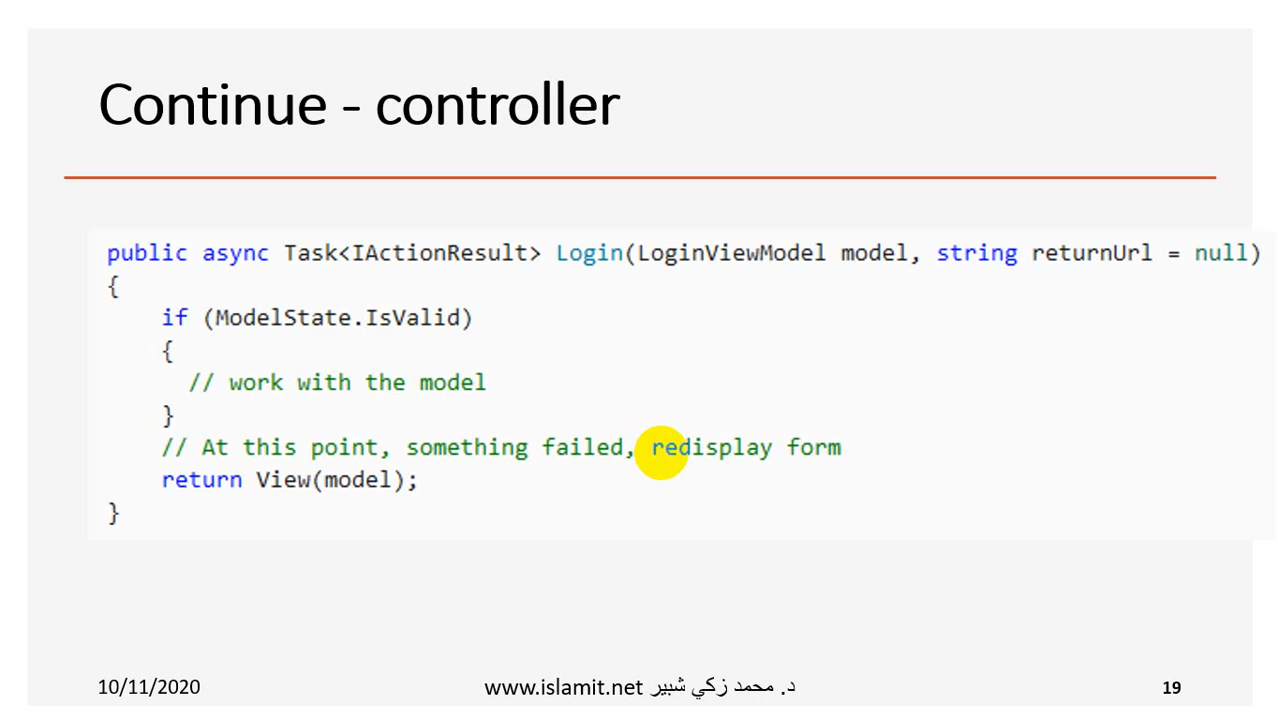 Continue - controller
public async Task<IActionResult> Login(LoginViewModel model, string returnUrl = null)
{
if (ModelState.IsValid)
{
// work with the model
}
// At this point, something failed, redisplay form
return View(model);
}
10/11/2020
www.islamit.net د. محمد زكي شبير
19